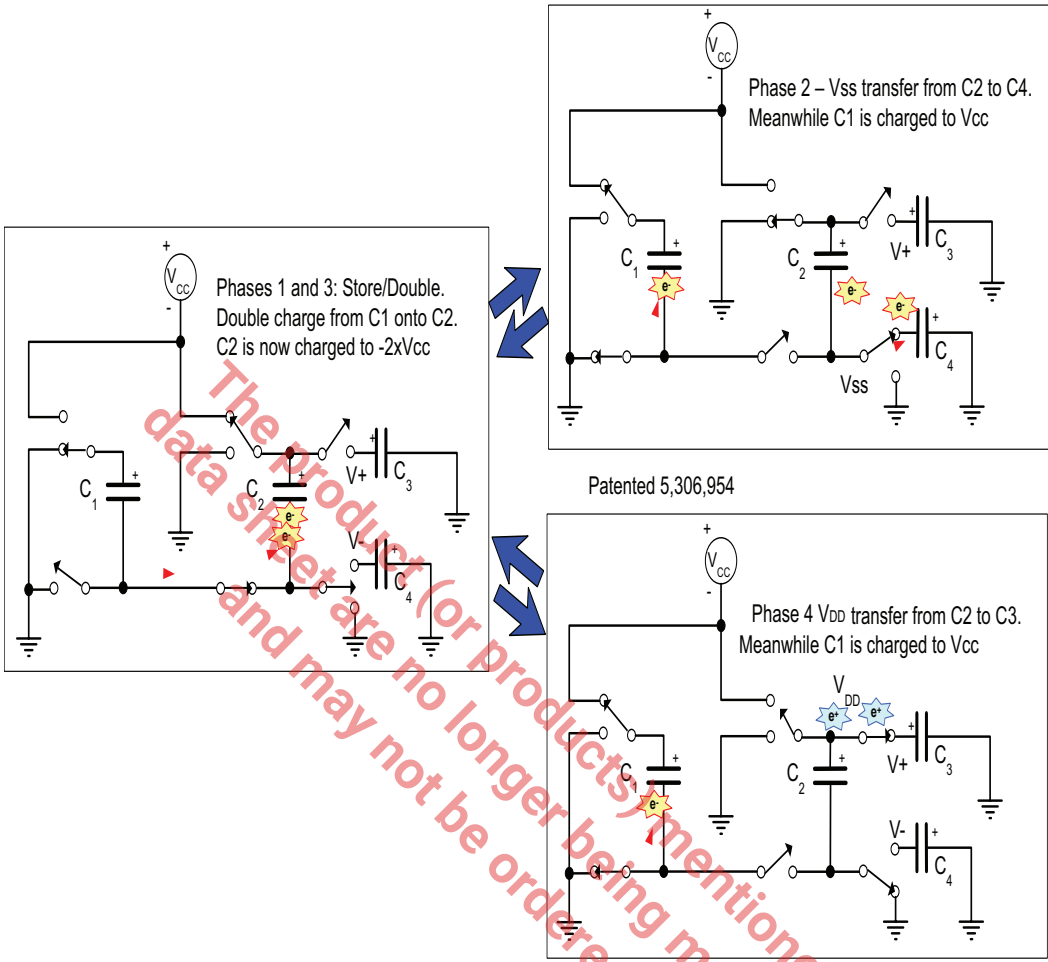 +
VCC
-
Phases 1 and 3: Store/Double.
Double charge from C1 onto C2.
C2 is now charged to -2xVcc
C1
+
C2
+
e-
e-
V+
+
C3
V-
+
C4
+
VCC
-
Phase 2 – Vss transfer from C2 to C4.
Meanwhile C1 is charged to Vcc
C1
+
e-
C2
+
e-
V+
+
C3
e-
+
C4
Vss
Patented 5,306,954
+
VCC
-
Phase 4 VDD transfer from C2 to C3.
Meanwhile C1 is charged to Vcc
VDD
e+
e+
C1
+
e-
C2
+
V+
+
C3
V-
+
C4
The product (or products) mentione
data sheet are no longer being m
and may not be ordere